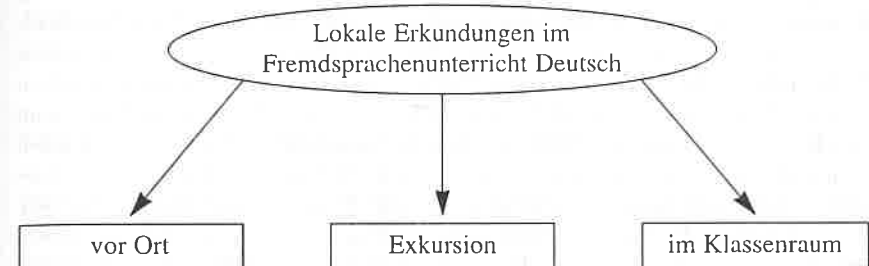 Lokale Erkundungen im
Fremdsprachenunterricht Deutsch
vor Ort
Exkursion
im Klassenraum